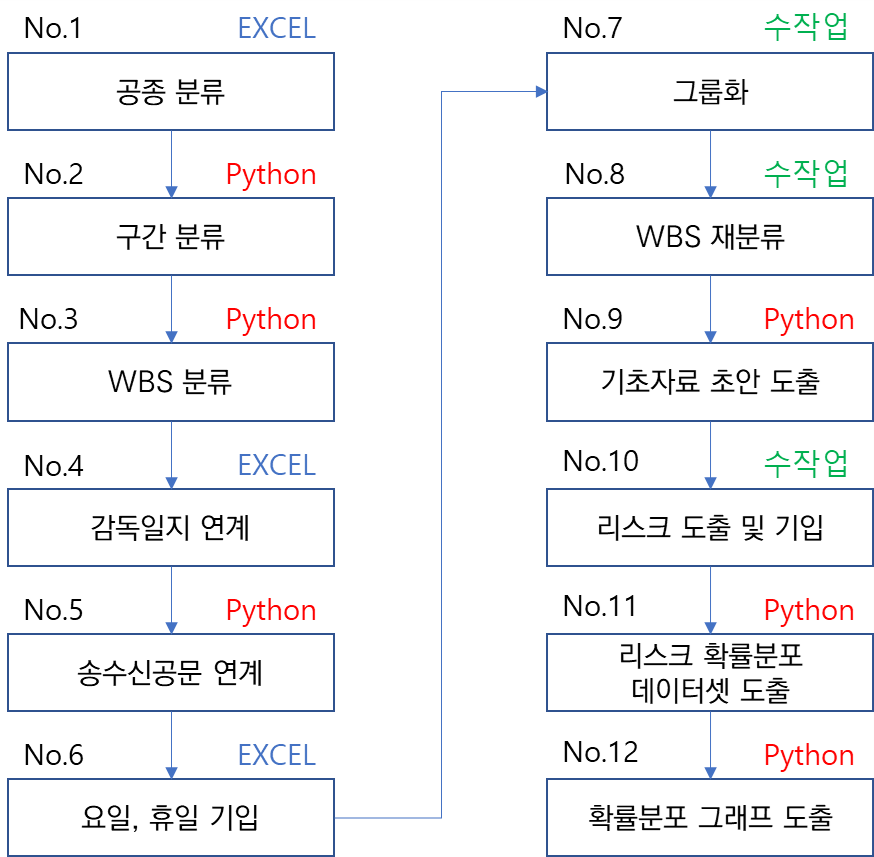 No.1 EXCEL
공종 분류
No.2 Python
구간 분류
No.3 Python
WBS 분류
No.4 EXCEL
감독일지 연계
No.5 Python
송수신공문 연계
No.6 EXCEL
요일, 휴일 기입
No.7 수작업
그룹화
No.8 수작업
WBS 재분류
No.9 Python
기초자료 초안 도출
No.10 수작업
리스크 도출 및 기입
No.11 Python
리스크 확률분포
데이터셋 도출
No.12 Python
확률분포 그래프 도출